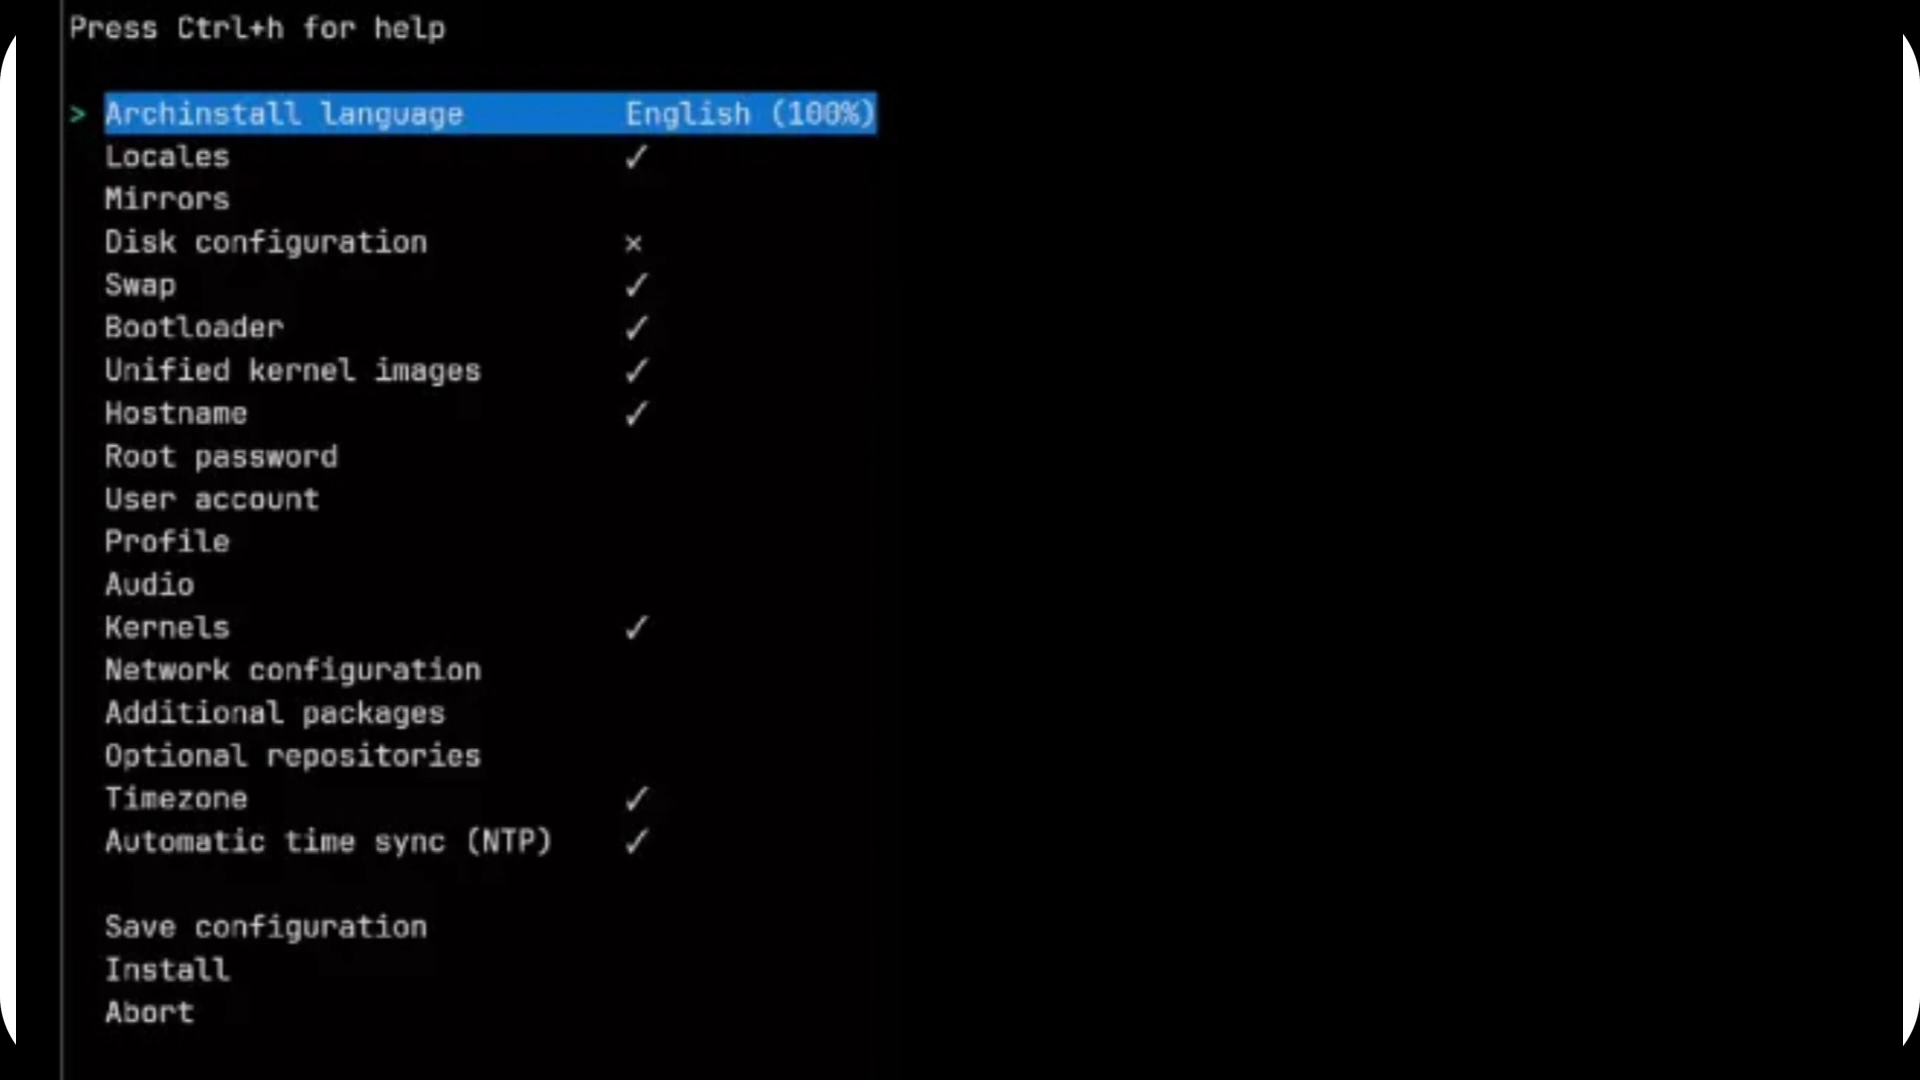 Press Ctrl+h for help
> Archinstall language English (100%)
Locales ✓
Mirrors
Disk configuration ×
Swap ✓
Bootloader ✓
Unified kernel images ✓
Hostname ✓
Root password
User account
Profile
Audio
Kernels ✓
Network configuration
Additional packages
Optional repositories
Timezone ✓
Automatic time sync (NTP) ✓
Save configuration
Install
Abort